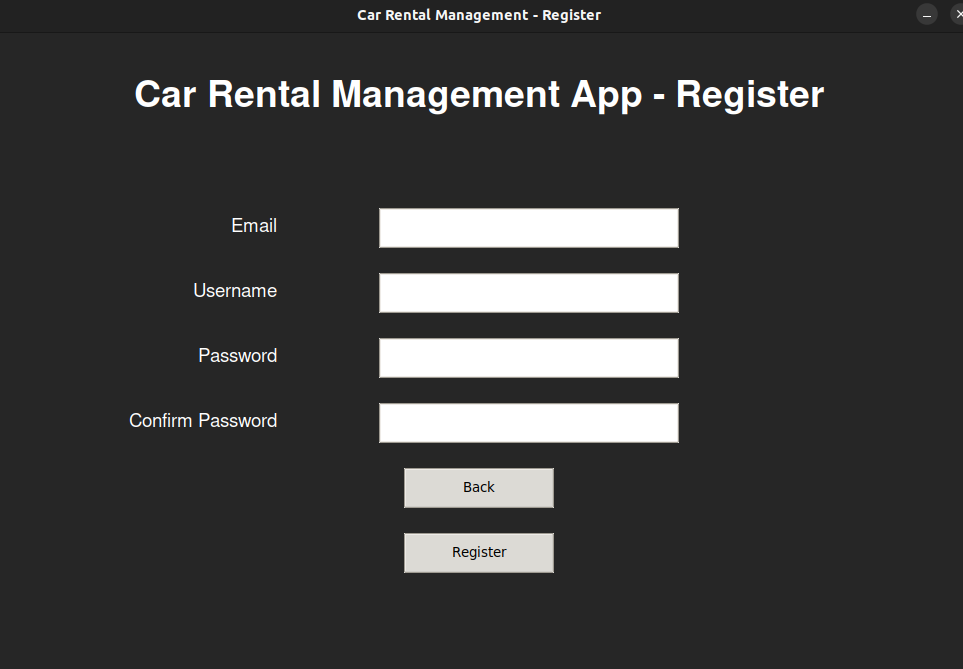 Car Rental Management - Register
Car Rental Management App - Register
Email
Username
Password
Confirm Password
Back
Register